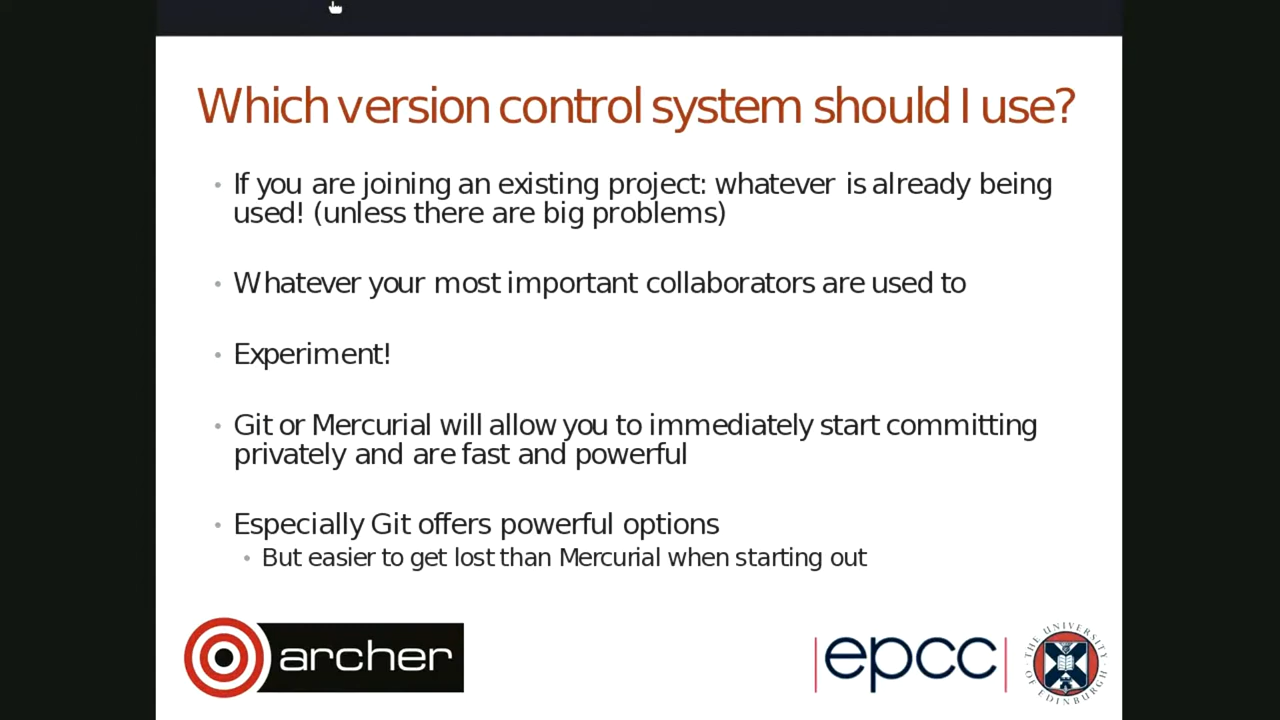 Which version control system should I use?
• If you are joining an existing project: whatever is already being
used! (unless there are big problems)
• Whatever your most important collaborators are used to
• Experiment!
• Git or Mercurial will allow you to immediately start committing
privately and are fast and powerful
• Especially Git offers powerful options
• But easier to get lost than Mercurial when starting out
archer
epcc
THE UNIVERSITY
OF EDINBURGH